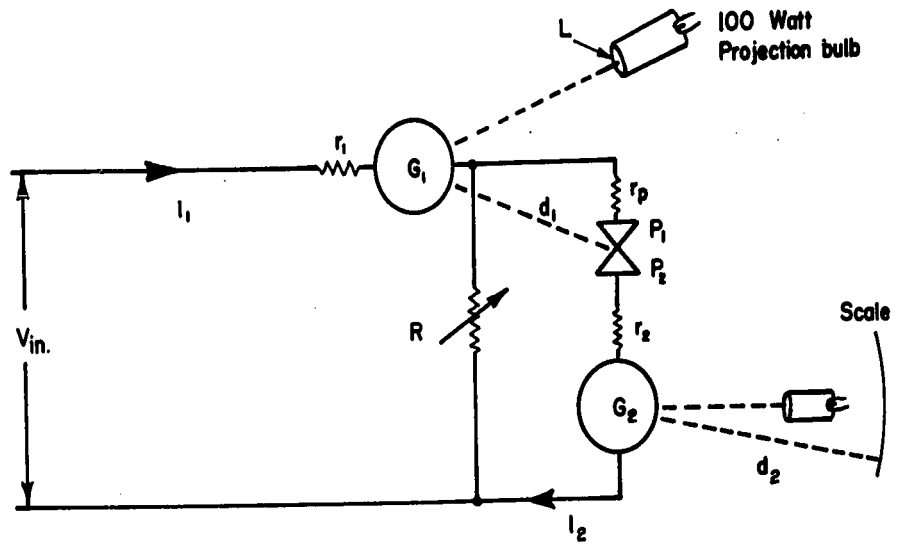 L
100 Watt
Projection bulb
r₁
G₁
I₁
d₁
rₚ
P₁
P₂
R
r₂
Vin.
Scale
G₂
d₂
I₂